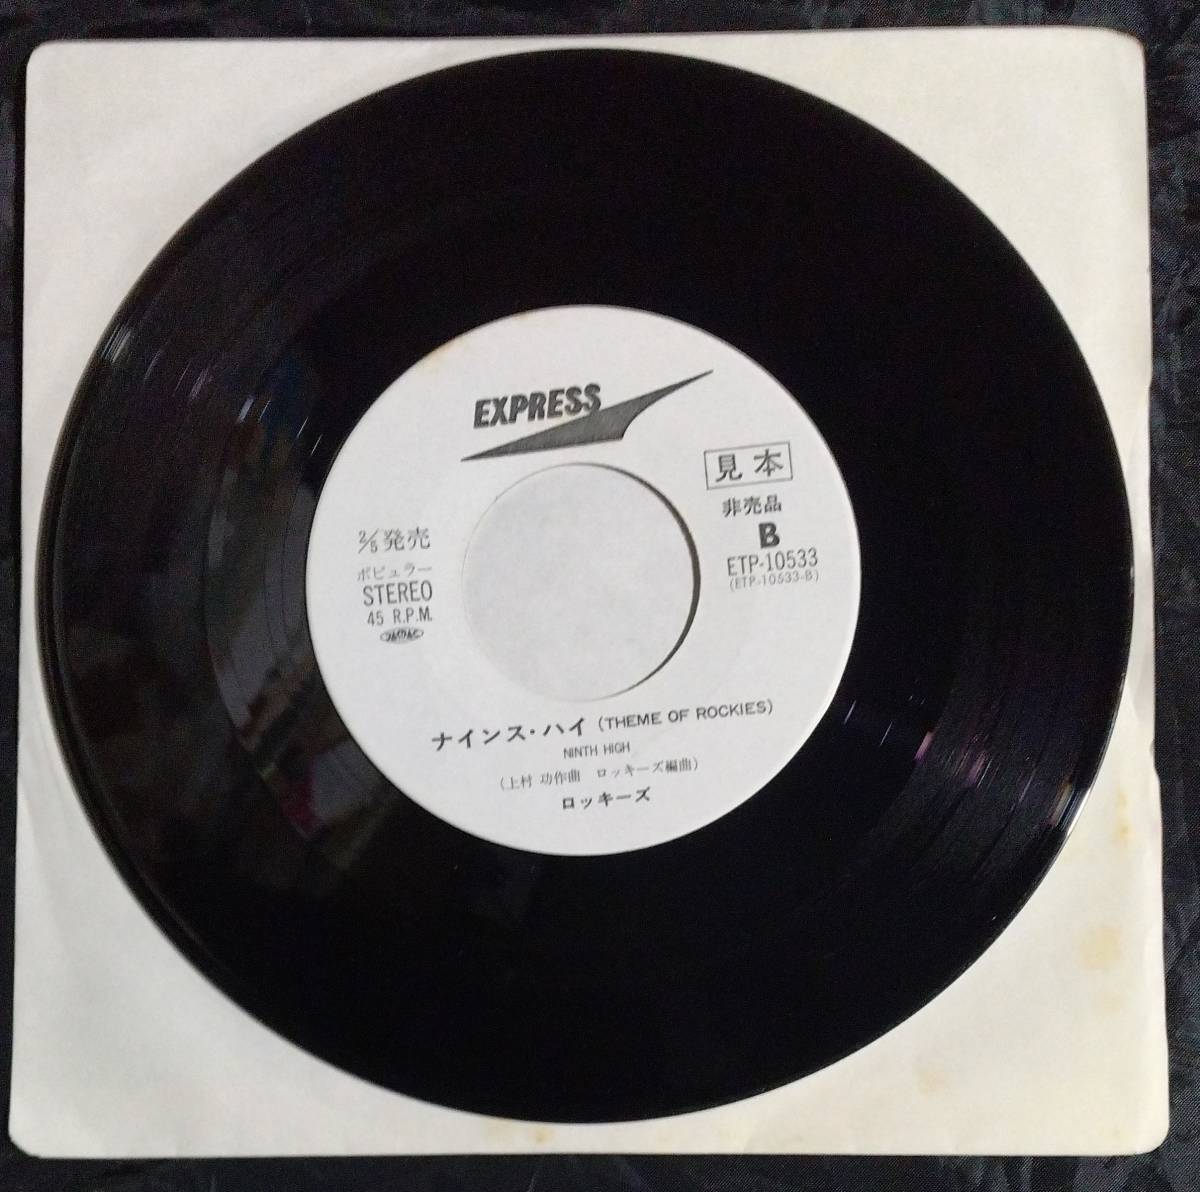 EXPRESS
見本
非売品
B
ETP-10533
(ETP-10533-B)
2/5発売
ポピュラー
STEREO
45 R.P.M.
JASRAC
ナインス・ハイ (THEME OF ROCKIES)
NINTH HIGH
(上村 功作曲 ロッキーズ編曲)
ロッキーズ